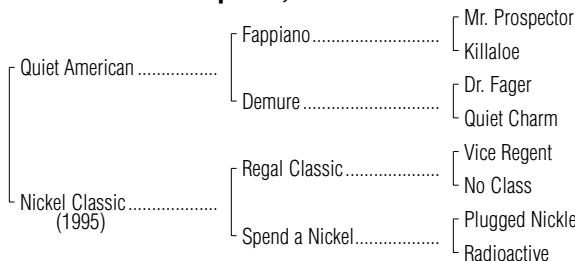 Mr. Prospector
Fappiano
Killaloe
Quiet American
Dr. Fager
Demure
Quiet Charm
Vice Regent
Regal Classic
No Class
Nickel Classic
(1995)
Plugged Nickle
Spend a Nickel
Radioactive